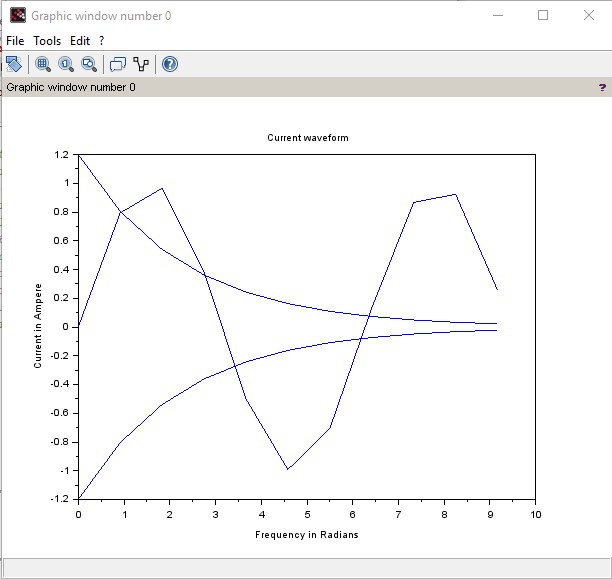 Graphic window number 0
File Tools Edit ?
Graphic window number 0 ?
Current waveform
1.2
1
0.8
0.6
0.4
0.2
0
-0.2
-0.4
-0.6
-0.8
-1
-1.2
Current in Ampere
0 1 2 3 4 5 6 7 8 9 10
Frequency in Radians